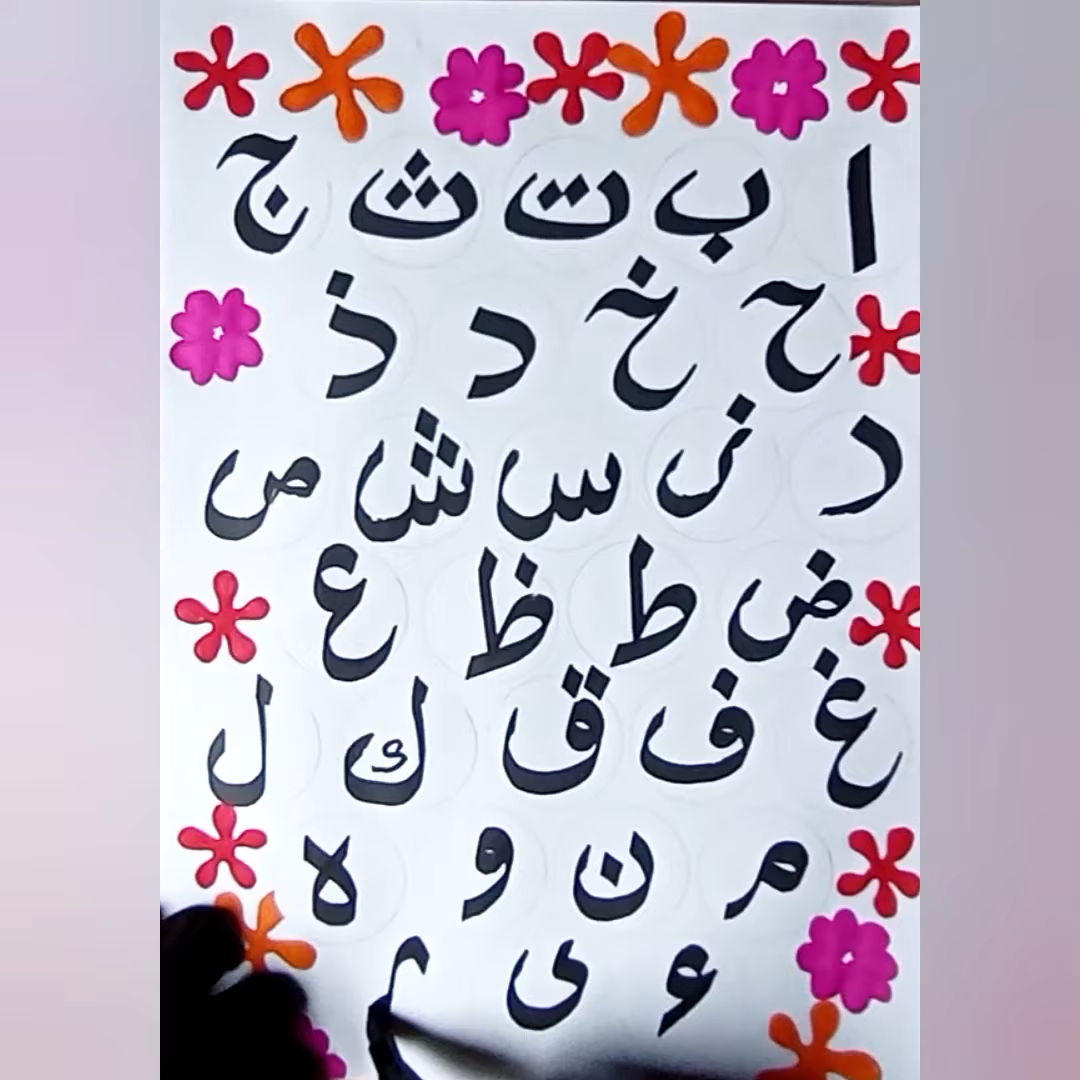 ا ب ت ث ج
ح خ د ذ
ر ز س ش ص
ض ط ظ ع
غ ف ق ك ل
م ن و ه
ء ى